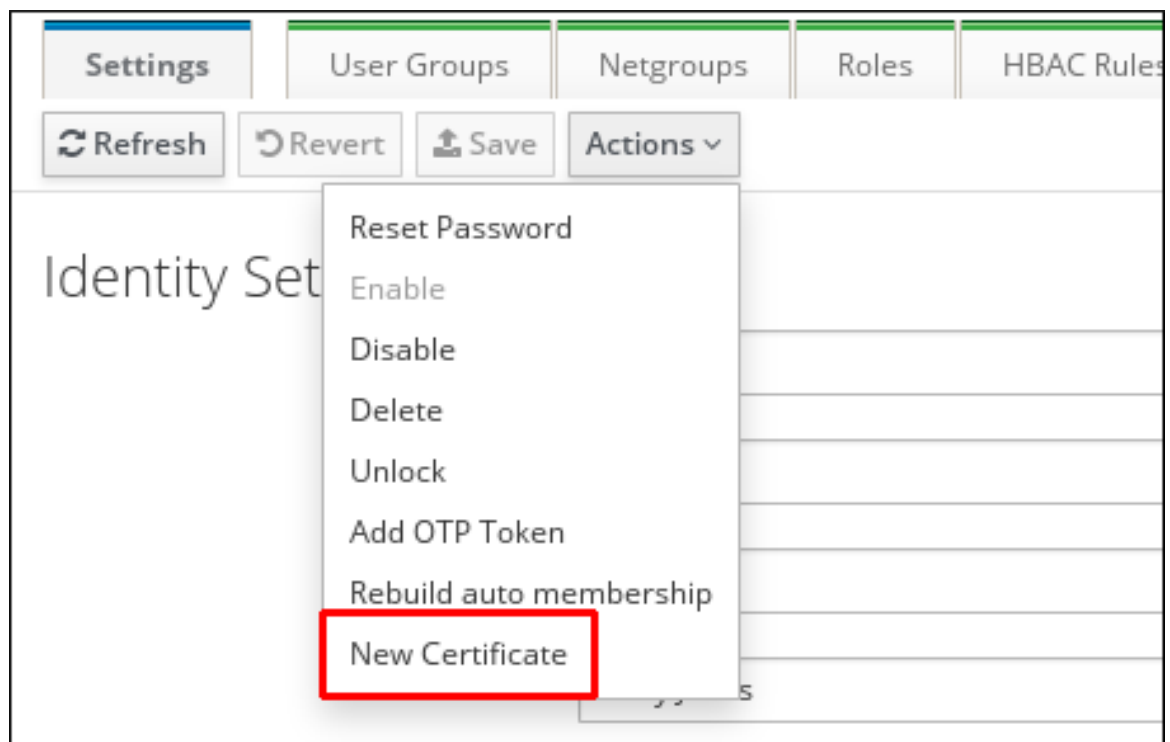 Settings User Groups Netgroups Roles HBAC Rules
Refresh Revert Save Actions
Reset Password
Identity Set
Enable
Disable
Delete
Unlock
Add OTP Token
Rebuild auto membership
New Certificate